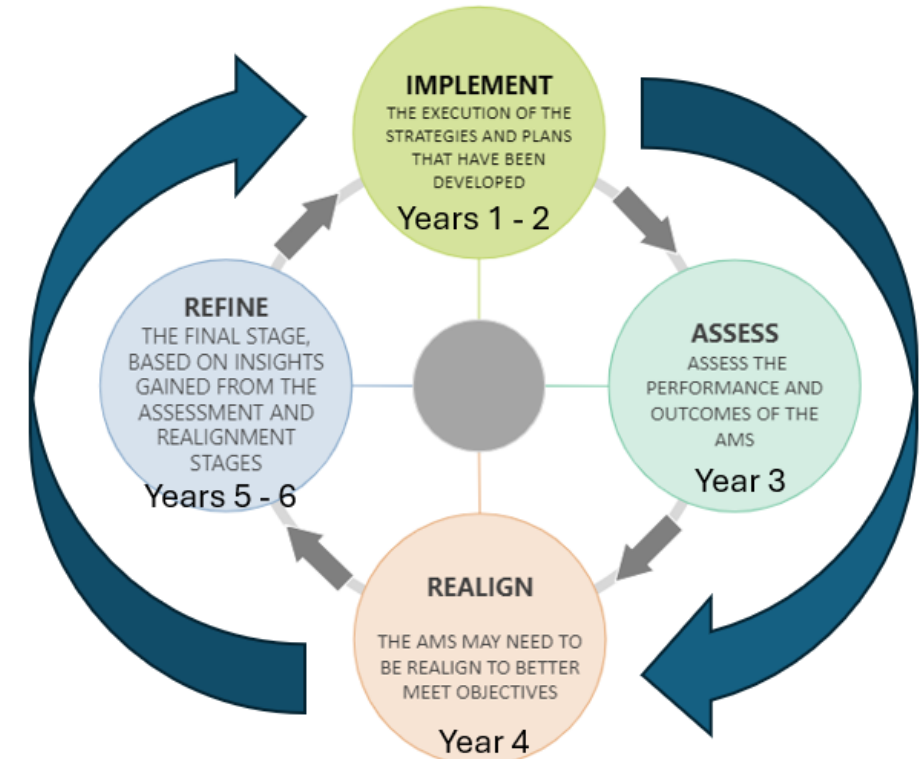 IMPLEMENT
THE EXECUTION OF THE
STRATEGIES AND PLANS
THAT HAVE BEEN
DEVELOPED
Years 1 - 2
ASSESS
ASSESS THE
PERFORMANCE AND
OUTCOMES OF THE
AMS
Year 3
REALIGN
THE AMS MAY NEED TO
BE REALIGN TO BETTER
MEET OBJECTIVES
Year 4
REFINE
THE FINAL STAGE,
BASED ON INSIGHTS
GAINED FROM THE
ASSESSMENT AND
REALIGNMENT
STAGES
Years 5 - 6